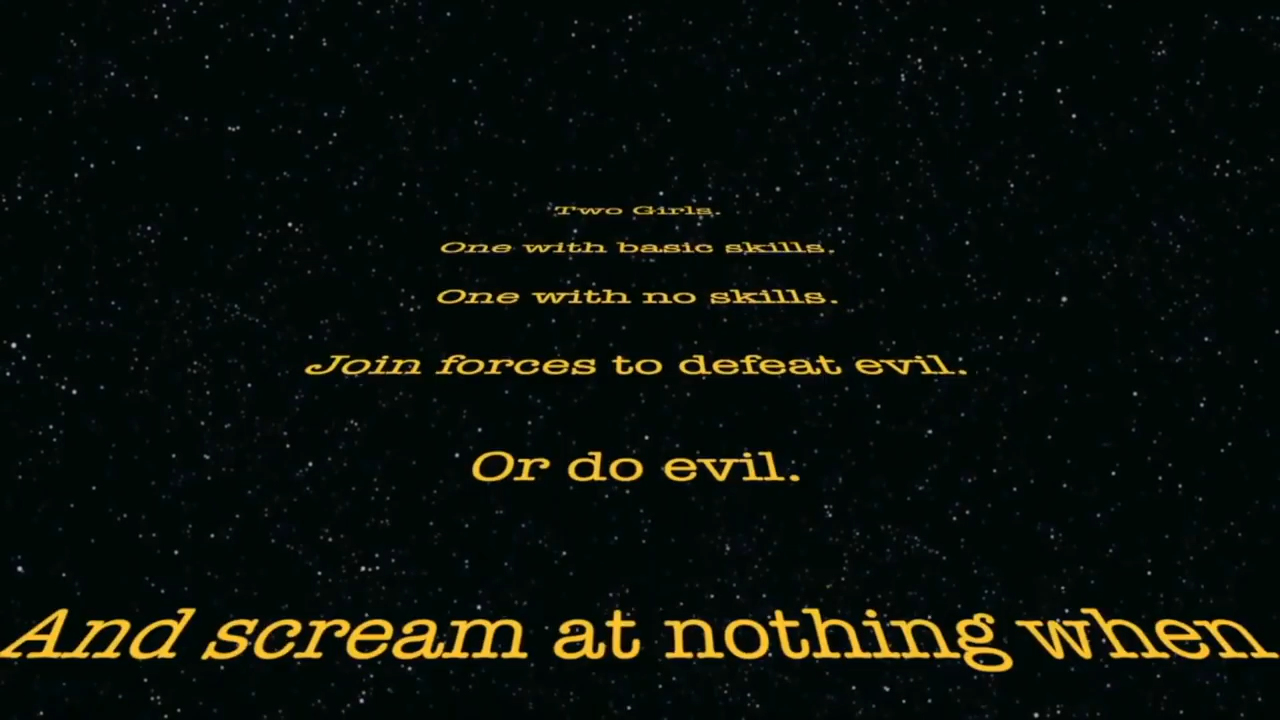 Two Girls.
One with basic skills.
One with no skills.
Join forces to defeat evil.
Or do evil.
And scream at nothing when